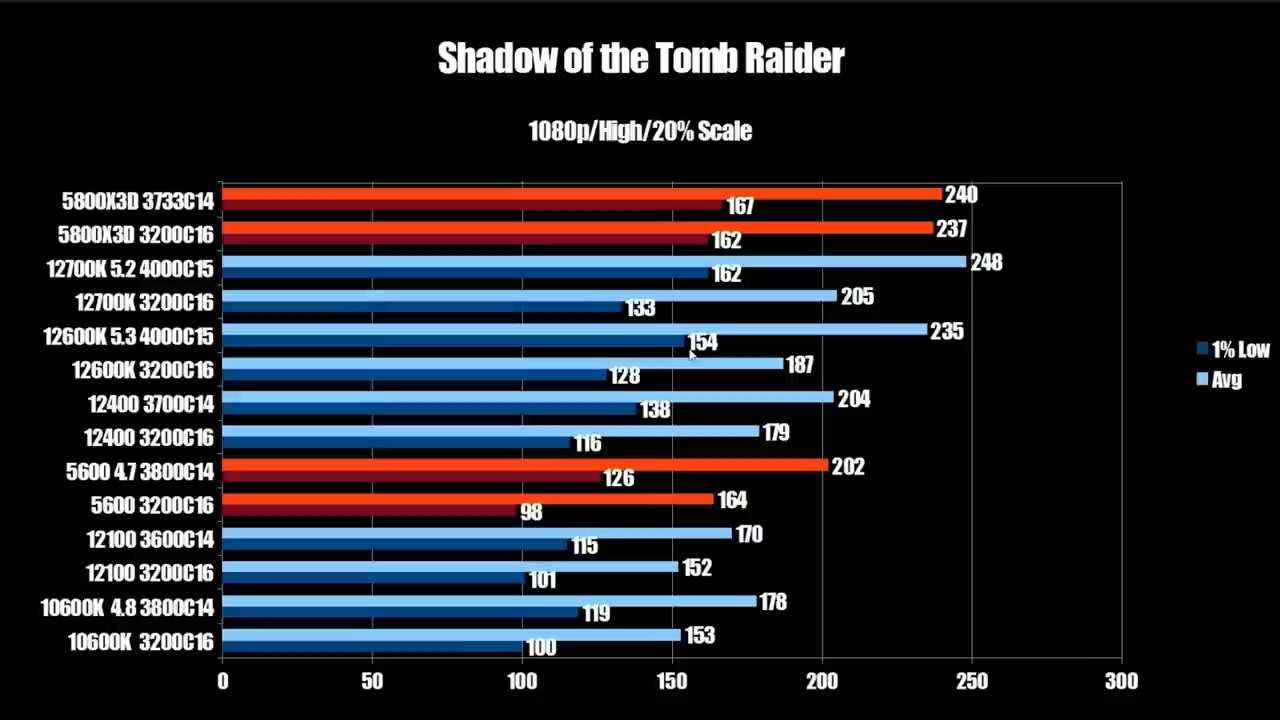 Shadow of the Tomb Raider
1080p/High/20% Scale
5800X3D 3733C14 240 167
5800X3D 3200C16 237 162
12700K 5.2 4000C15 248 162
12700K 3200C16 205 133
12600K 5.3 4000C15 235 154
12600K 3200C16 187 128
12400 3700C14 204 138
12400 3200C16 179 116
5600 4.7 3800C14 202 126
5600 3200C16 164 98
12100 3600C14 170 115
12100 3200C16 152 101
10600K 4.8 3800C14 178 119
10600K 3200C16 153 100
0 50 100 150 200 250 300
1% Low
Avg